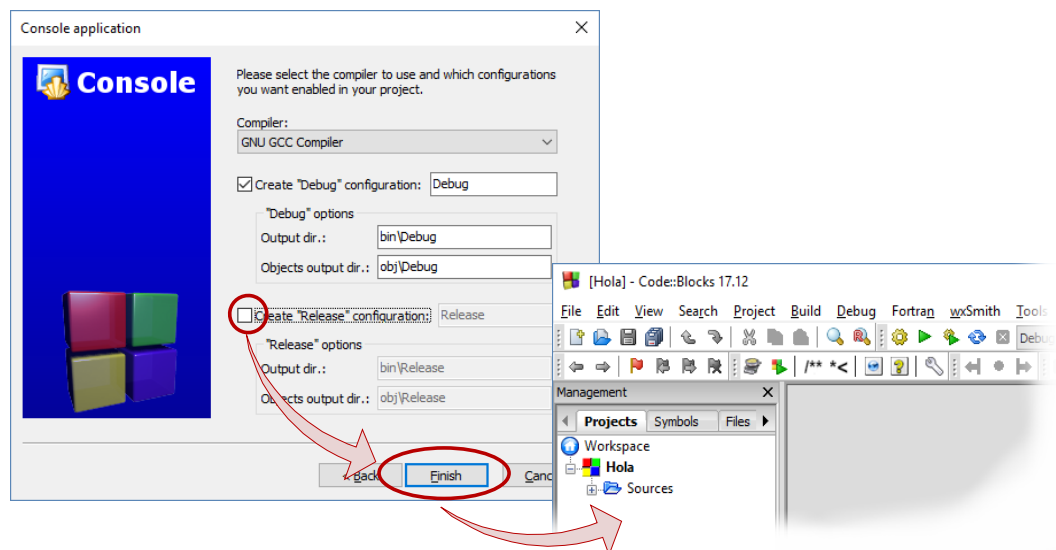 Console application
Console
Please select the compiler to use and which configurations
you want enabled in your project.
Compiler:
GNU GCC Compiler
Create "Debug" configuration: Debug
"Debug" options
Output dir.: bin\Debug
Objects output dir.: obj\Debug
Create "Release" configuration: Release
"Release" options
Output dir.: bin\Release
Objects output dir.: obj\Release
< Back Finish Canc
[Hola] - Code::Blocks 17.12
File Edit View Search Project Build Debug Fortran wxSmith Tools
Debug
/** *<
Management
Projects Symbols Files
Workspace
Hola
Sources